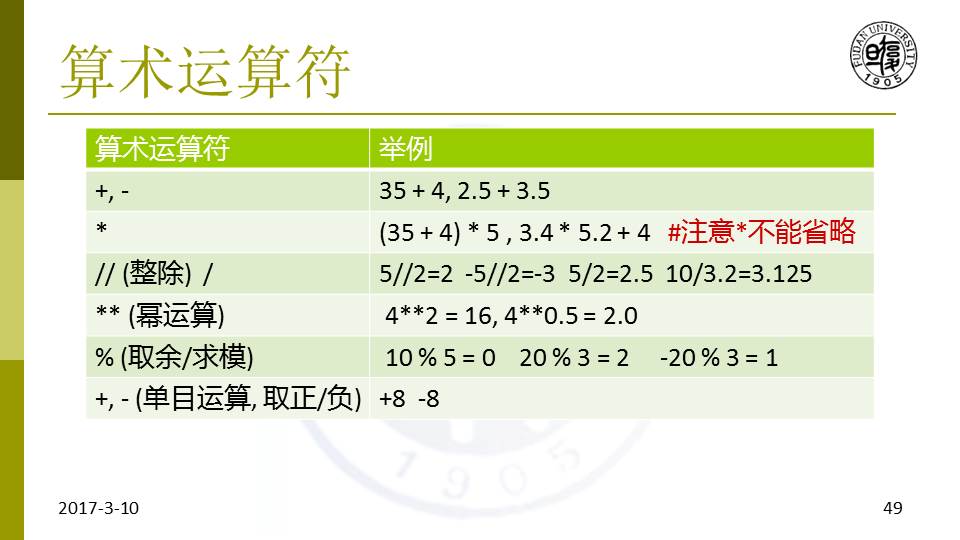 算术运算符
FUDAN UNIVERSITY
1905
算术运算符 举例
+, - 35 + 4, 2.5 + 3.5
* (35 + 4) * 5 , 3.4 * 5.2 + 4 #注意*不能省略
// (整除) / 5//2=2 -5//2=-3 5/2=2.5 10/3.2=3.125
** (幂运算) 4**2 = 16, 4**0.5 = 2.0
% (取余/求模) 10 % 5 = 0 20 % 3 = 2 -20 % 3 = 1
+, - (单目运算, 取正/负) +8 -8
1905
2017-3-10 49